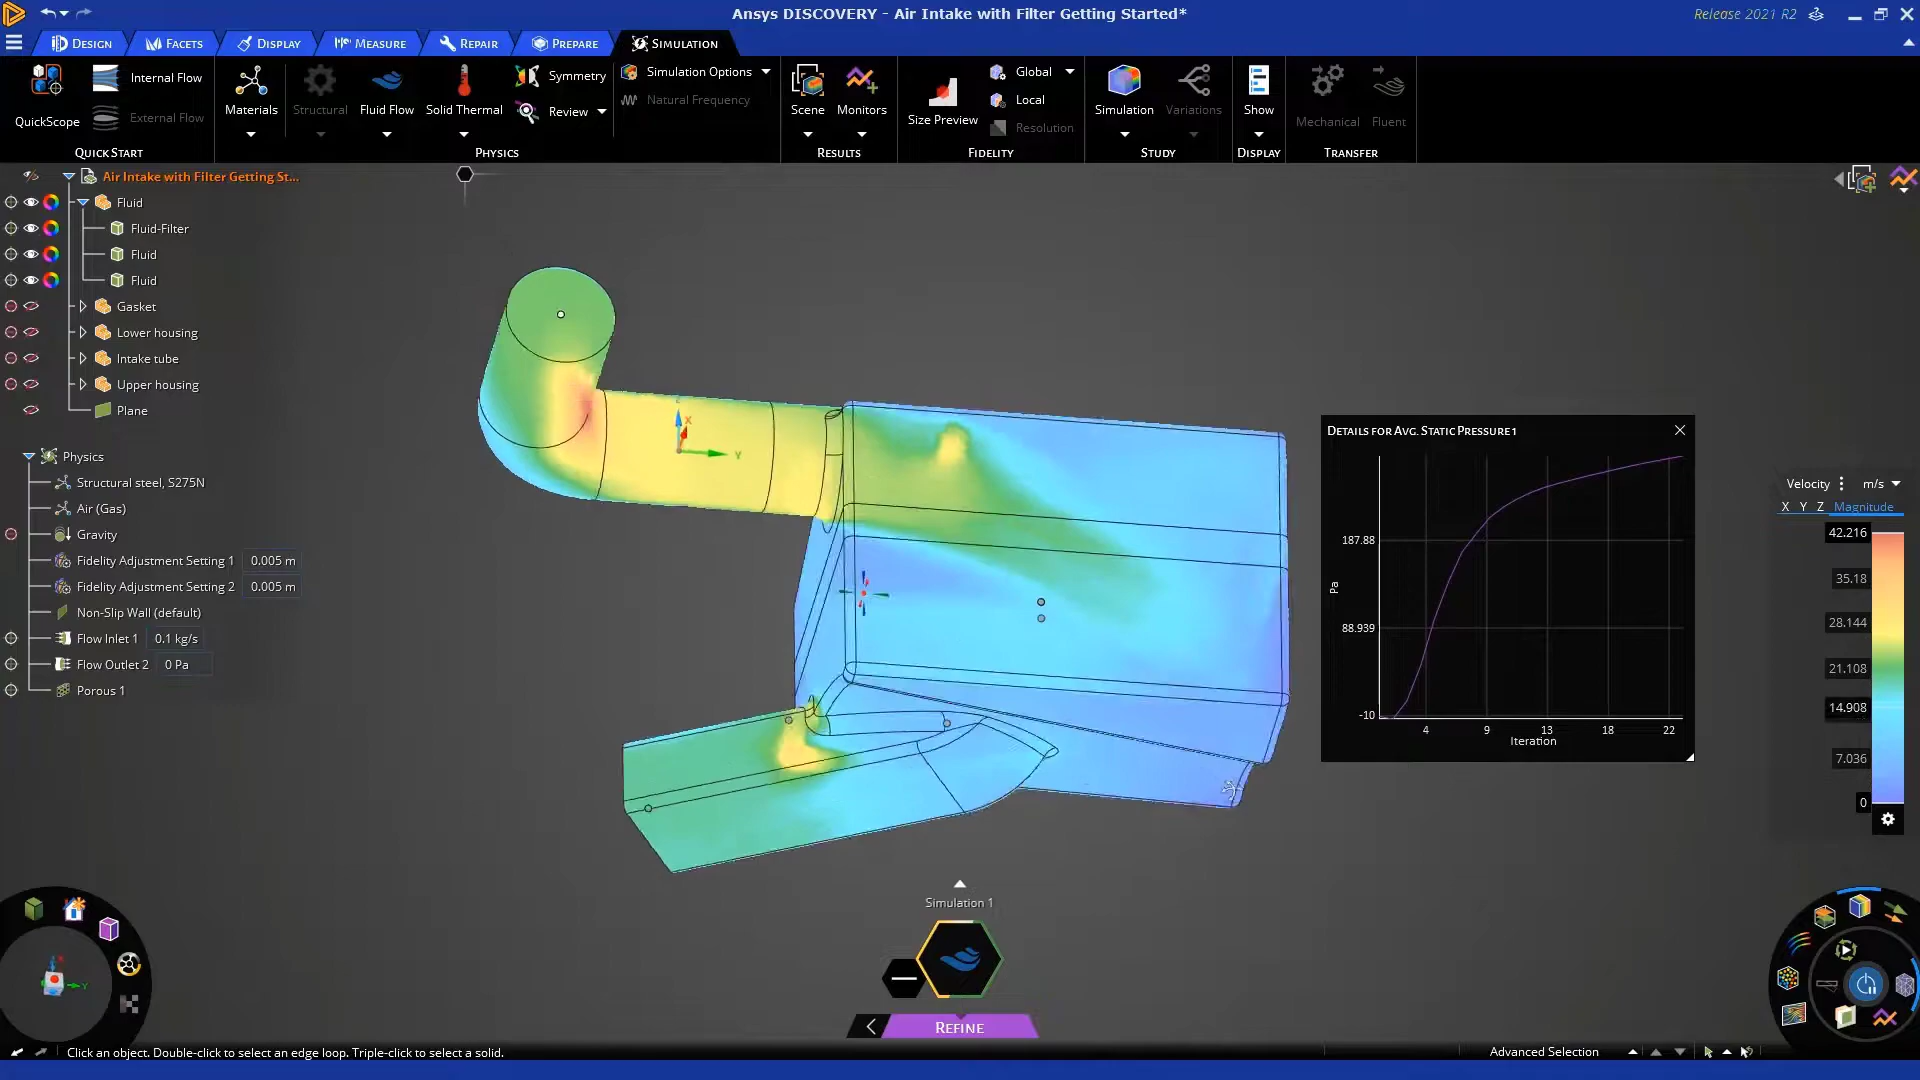 Ansys DISCOVERY - Air Intake with Filter Getting Started*
Release 2021 R2
DESIGN FACETS DISPLAY MEASURE REPAIR PREPARE SIMULATION
QuickScope
Internal Flow
External Flow
QUICK START
Materials
Structural
Fluid Flow
Solid Thermal
Symmetry
Review
PHYSICS
Simulation Options
Natural Frequency
Scene
Monitors
RESULTS
Size Preview
Global
Local
Resolution
FIDELITY
Simulation
Variations
STUDY
Show
DISPLAY
Mechanical
Fluent
TRANSFER
Air Intake with Filter Getting St...
Fluid
Fluid-Filter
Fluid
Fluid
Gasket
Lower housing
Intake tube
Upper housing
Plane
Physics
Structural steel, S275N
Air (Gas)
Gravity
Fidelity Adjustment Setting 1 0.005 m
Fidelity Adjustment Setting 2 0.005 m
Non-Slip Wall (default)
Flow Inlet 1 0.1 kg/s
Flow Outlet 2 0 Pa
Porous 1
X
Y
DETAILS FOR AVG. STATIC PRESSURE 1
187.88
Pa
88.939
-10
4 9 13 18 22
Iteration
Velocity m/s
X Y Z Magnitude
42.216
35.18
28.144
21.108
14.908
7.036
0
Simulation 1
REFINE
Y
Click an object. Double-click to select an edge loop. Triple-click to select a solid.
Advanced Selection